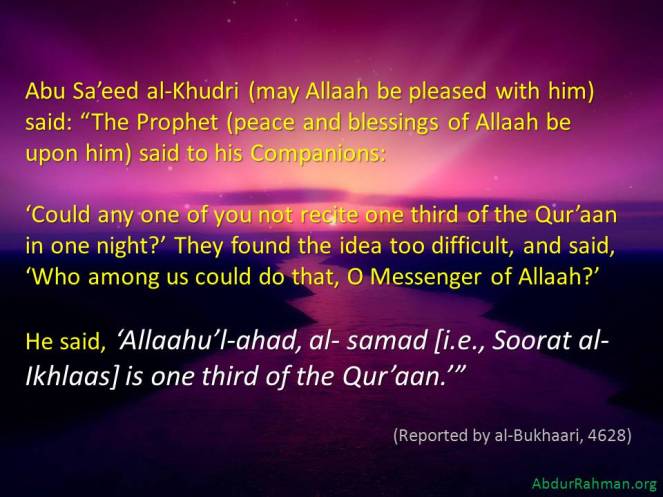 Abu Sa’eed al-Khudri (may Allaah be pleased with him)
said: “The Prophet (peace and blessings of Allaah be
upon him) said to his Companions:
‘Could any one of you not recite one third of the Qur’aan
in one night?’ They found the idea too difficult, and said,
‘Who among us could do that, O Messenger of Allaah?’
He said, ‘Allaahu’l-ahad, al- samad [i.e., Soorat al-
Ikhlaas] is one third of the Qur’aan.’”
(Reported by al-Bukhaari, 4628)
AbdurRahman.org